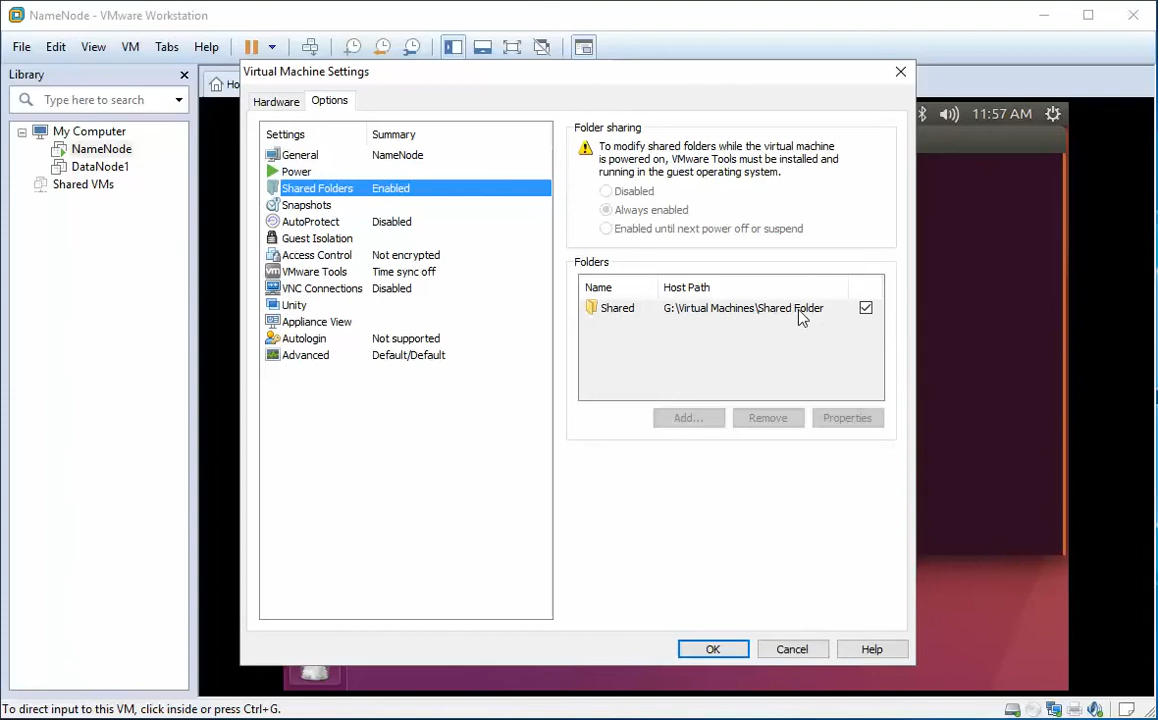 NameNode - VMware Workstation
File Edit View VM Tabs Help
Library
Type here to search
My Computer
NameNode
DataNode1
Shared VMs
Ho
11:57 AM
Virtual Machine Settings
Hardware Options
Settings Summary
General NameNode
Power
Shared Folders Enabled
Snapshots
AutoProtect Disabled
Guest Isolation
Access Control Not encrypted
VMware Tools Time sync off
VNC Connections Disabled
Unity
Appliance View
Autologin Not supported
Advanced Default/Default
Folder sharing
To modify shared folders while the virtual machine
is powered on, VMware Tools must be installed and
running in the guest operating system.
Disabled
Always enabled
Enabled until next power off or suspend
Folders
Name Host Path
Shared G:\Virtual Machines\Shared Folder
Add... Remove Properties
OK Cancel Help
To direct input to this VM, click inside or press Ctrl+G.